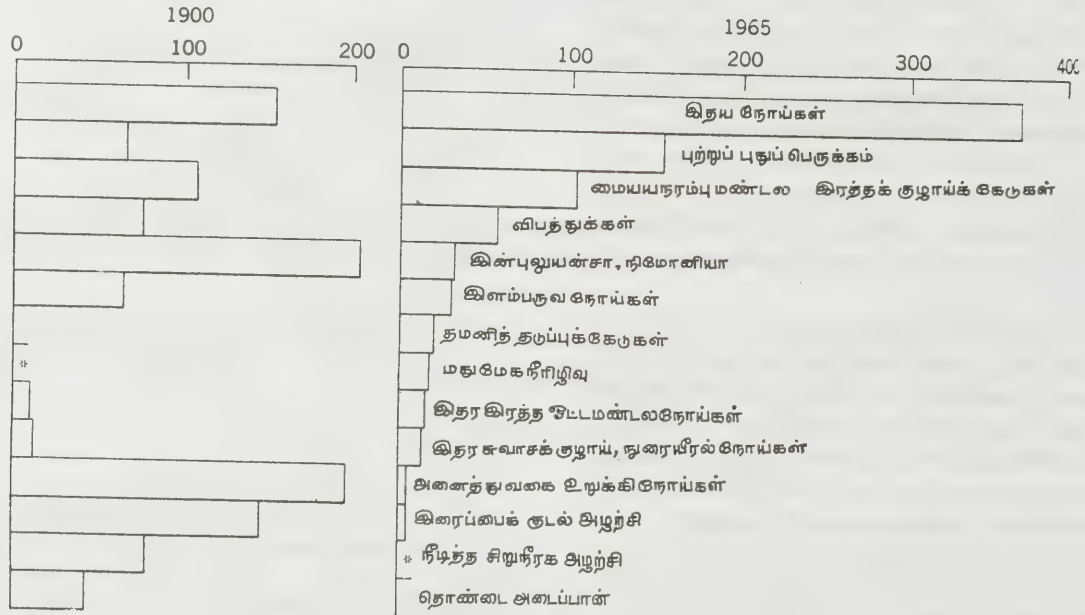 1900
1965
0 100 200
0 100 200 300 400
இதய நோய்கள்
புற்றுப் புதுப் பெருக்கம்
மையயநரம்பு மண்டல இரத்தக் குழாய்க் கேடுகள்
விபத்துக்கள்
இன்புலுயன்சா, நிமோனியா
இளம்பருவ நோய்கள்
தமனித் தடுப்புக்கேடுகள்
* மதுமேகநீரிழிவு
இதர இரத்த ஓட்டமண்டலநோய்கள்
இதர சுவாசக்குழாய், நுரையீரல் நோய்கள்
அனைத்துவகை உறுக்கிநோய்கள்
இரைப்பைக் குடல் அழற்சி
* நீடித்த சிறுநீரக அழற்சி
தொண்டை அடைப்பான்